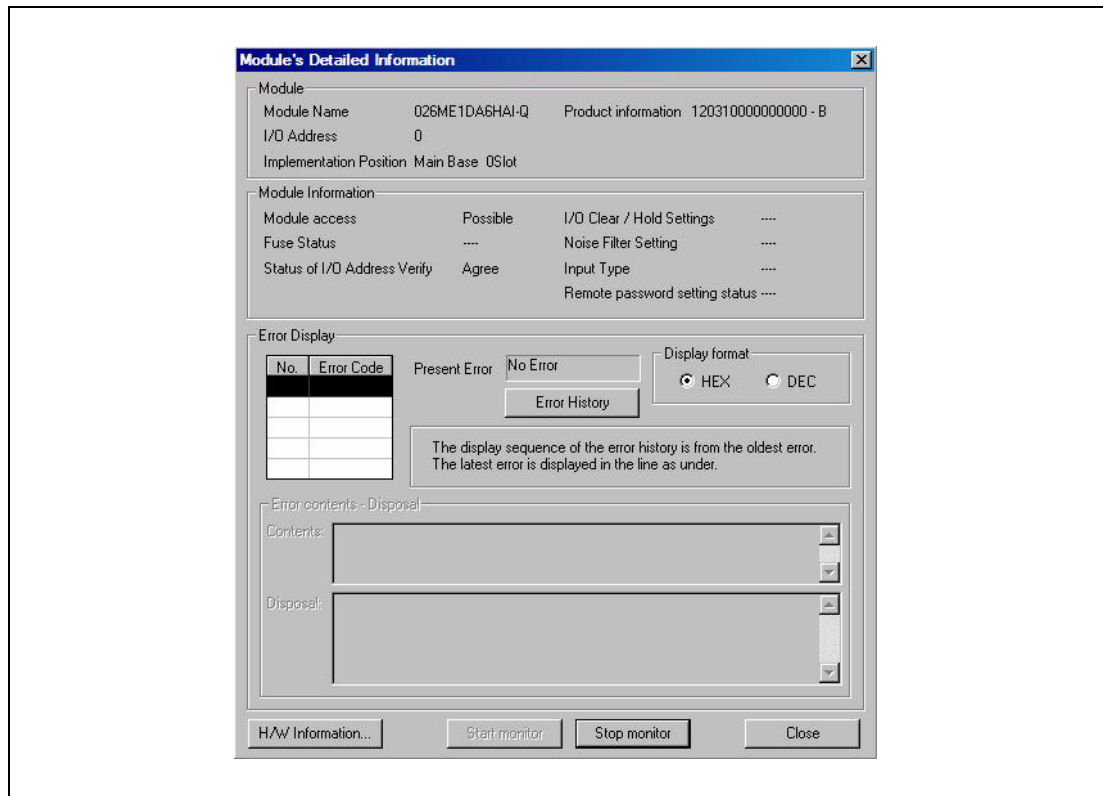 Module's Detailed Information
Module
Module Name 026ME1DA6HAI-Q Product information 120310000000000 - B
I/O Address 0
Implementation Position Main Base 0Slot
Module Information
Module access Possible I/O Clear / Hold Settings ----
Fuse Status ---- Noise Filter Setting ----
Status of I/O Address Verify Agree Input Type ----
Remote password setting status ----
Error Display
No. Error Code Present Error No Error Display format
HEX DEC
Error History
The display sequence of the error history is from the oldest error.
The latest error is displayed in the line as under.
Error contents - Disposal
Contents:
Disposal:
H/W Information... Start monitor Stop monitor Close